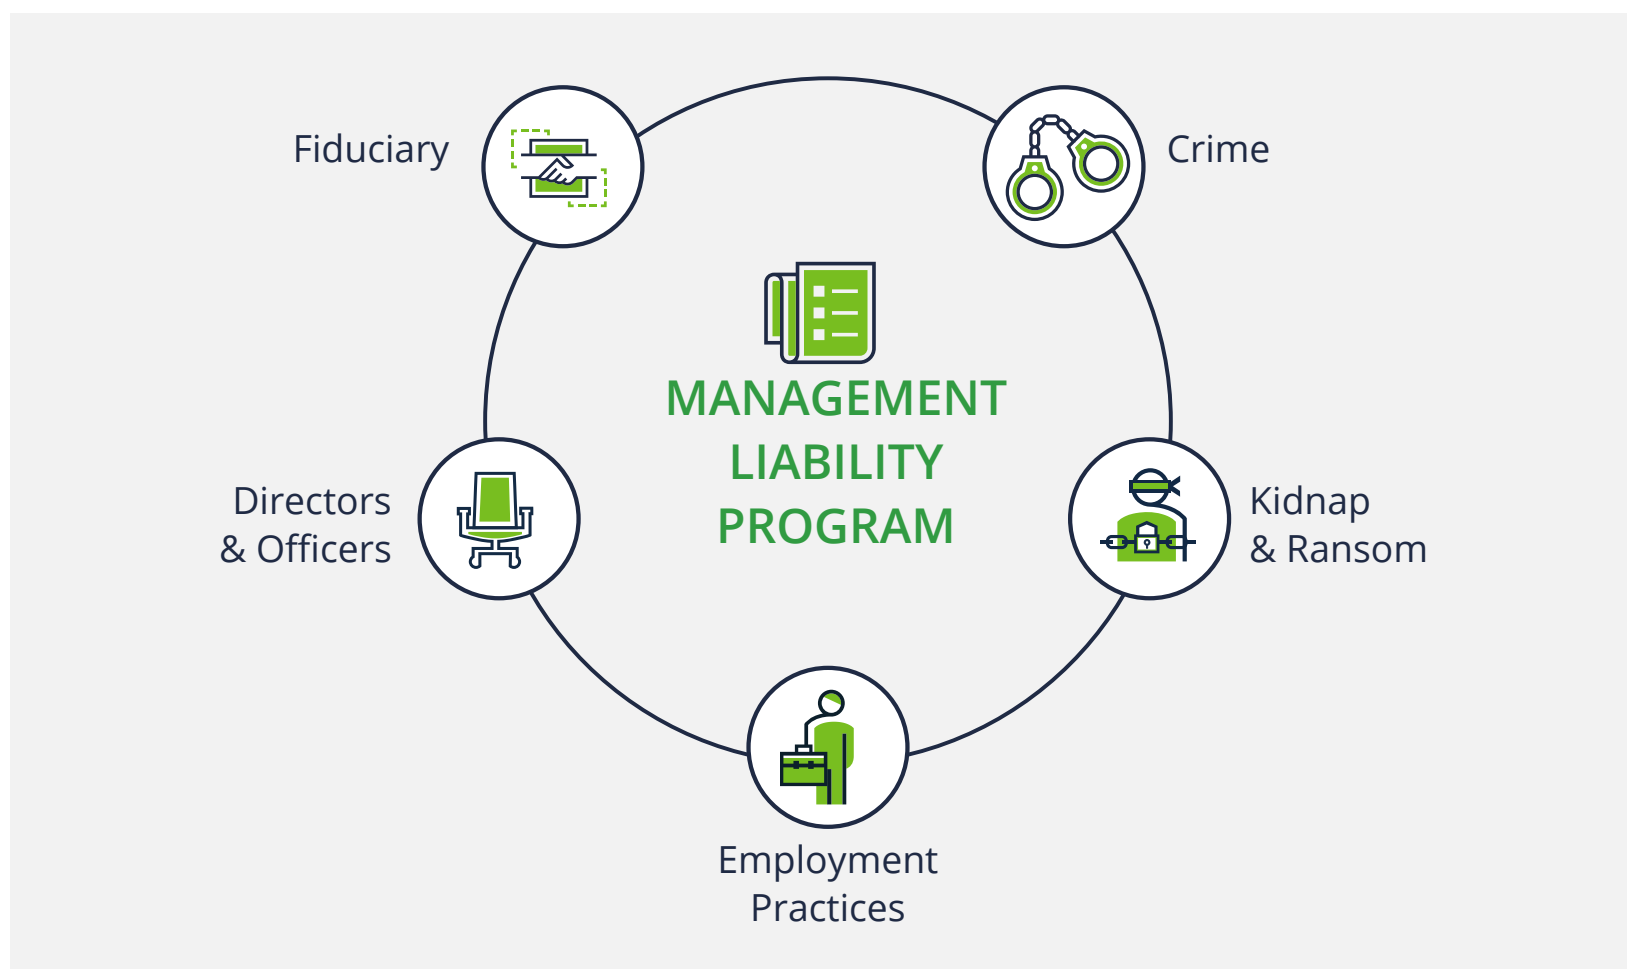 Fiduciary
Crime
MANAGEMENT
LIABILITY
PROGRAM
Directors
& Officers
Kidnap
& Ransom
Employment
Practices